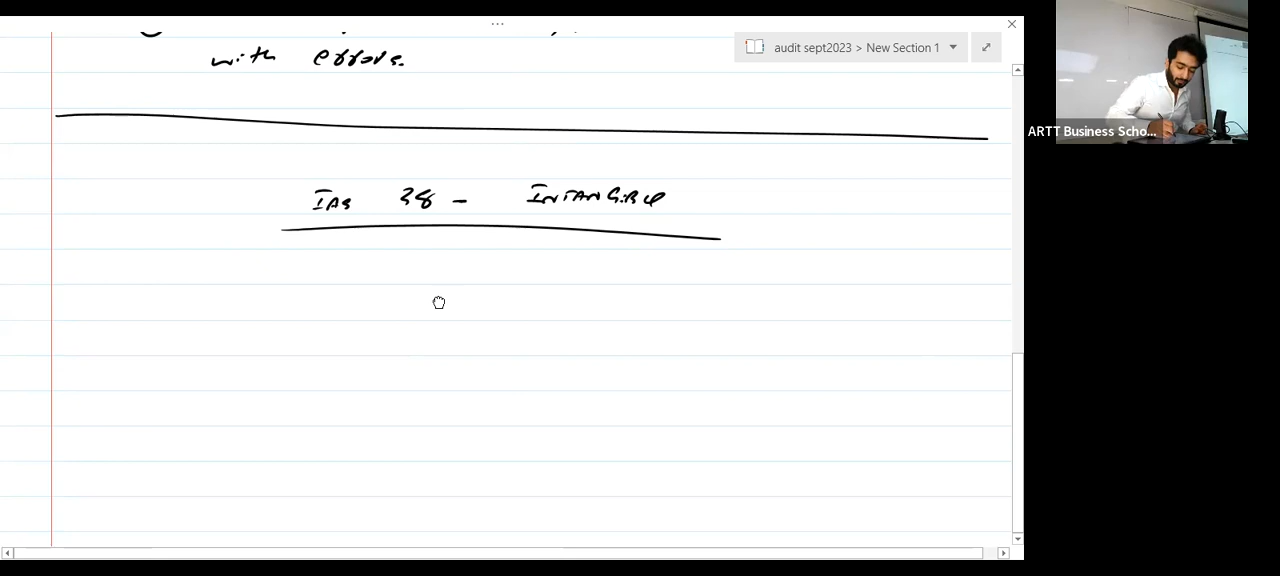 with errors.
audit sept2023 > New Section 1
ARTT Business Scho...
IAS 38 - INTANGIBLE